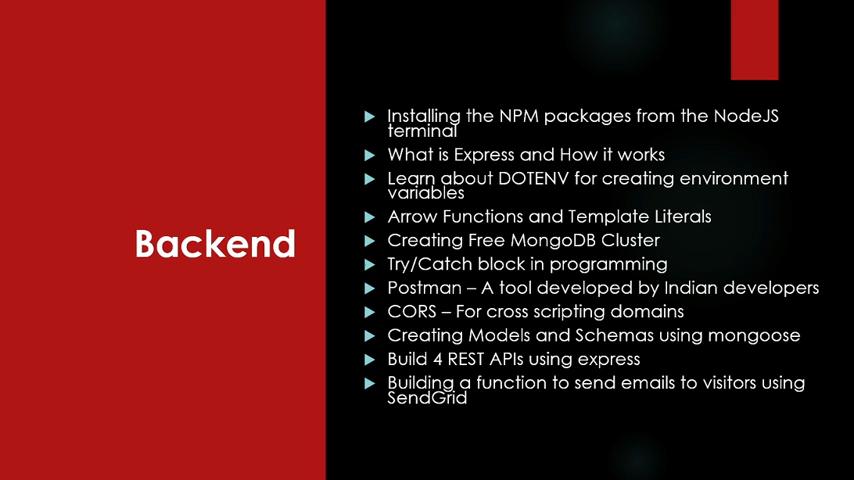 Backend
Installing the NPM packages from the NodeJS
terminal
What is Express and How it works
Learn about DOTENV for creating environment
variables
Arrow Functions and Template Literals
Creating Free MongoDB Cluster
Try/Catch block in programming
Postman – A tool developed by Indian developers
CORS – For cross scripting domains
Creating Models and Schemas using mongoose
Build 4 REST APIs using express
Building a function to send emails to visitors using
SendGrid